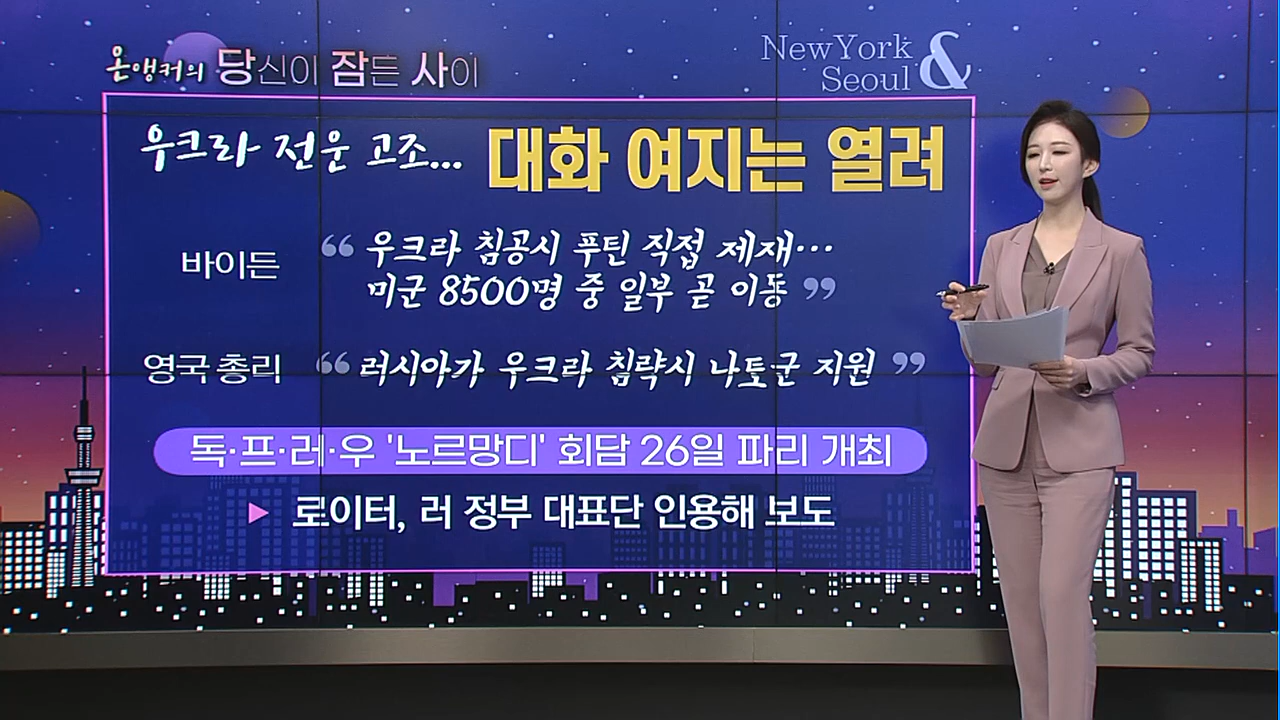 온앵커의 당신이 잠든 사이
NewYork
Seoul &
우크라 전운 고조... 대화 여지는 열려
바이든 “우크라 침공시 푸틴 직접 제재…
미군 8500명 중 일부 곧 이동”
영국 총리 “러시아가 우크라 침략시 나토군 지원”
독·프·러·우 '노르망디' 회담 26일 파리 개최
▶ 로이터, 러 정부 대표단 인용해 보도